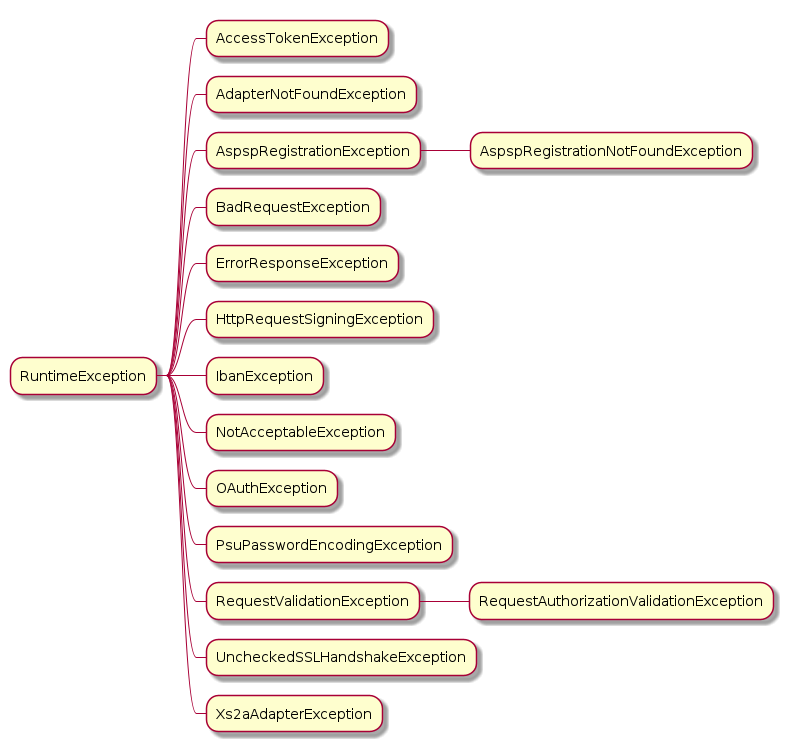 AccessTokenException
AdapterNotFoundException
AspspRegistrationException
AspspRegistrationNotFoundException
BadRequestException
ErrorResponseException
HttpRequestSigningException
RuntimeException
IbanException
NotAcceptableException
OAuthException
PsuPasswordEncodingException
RequestValidationException
RequestAuthorizationValidationException
UncheckedSSLHandshakeException
Xs2aAdapterException